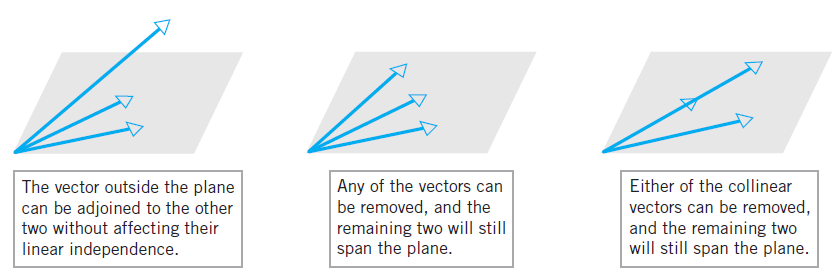 The vector outside the plane
can be adjoined to the other
two without affecting their
linear independence.
Any of the vectors can
be removed, and the
remaining two will still
span the plane.
Either of the collinear
vectors can be removed,
and the remaining two
will still span the plane.